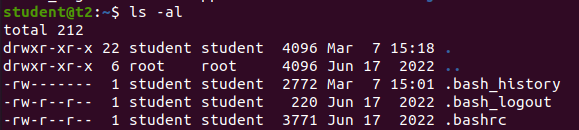 student@t2:~$ ls -al
total 212
drwxr-xr-x 22 student student  4096 Mar  7 15:18 .
drwxr-xr-x  6 root    root     4096 Jun 17  2022 ..
-rw-------  1 student student  2772 Mar  7 15:01 .bash_history
-rw-r--r--  1 student student   220 Jun 17  2022 .bash_logout
-rw-r--r--  1 student student  3771 Jun 17  2022 .bashrc